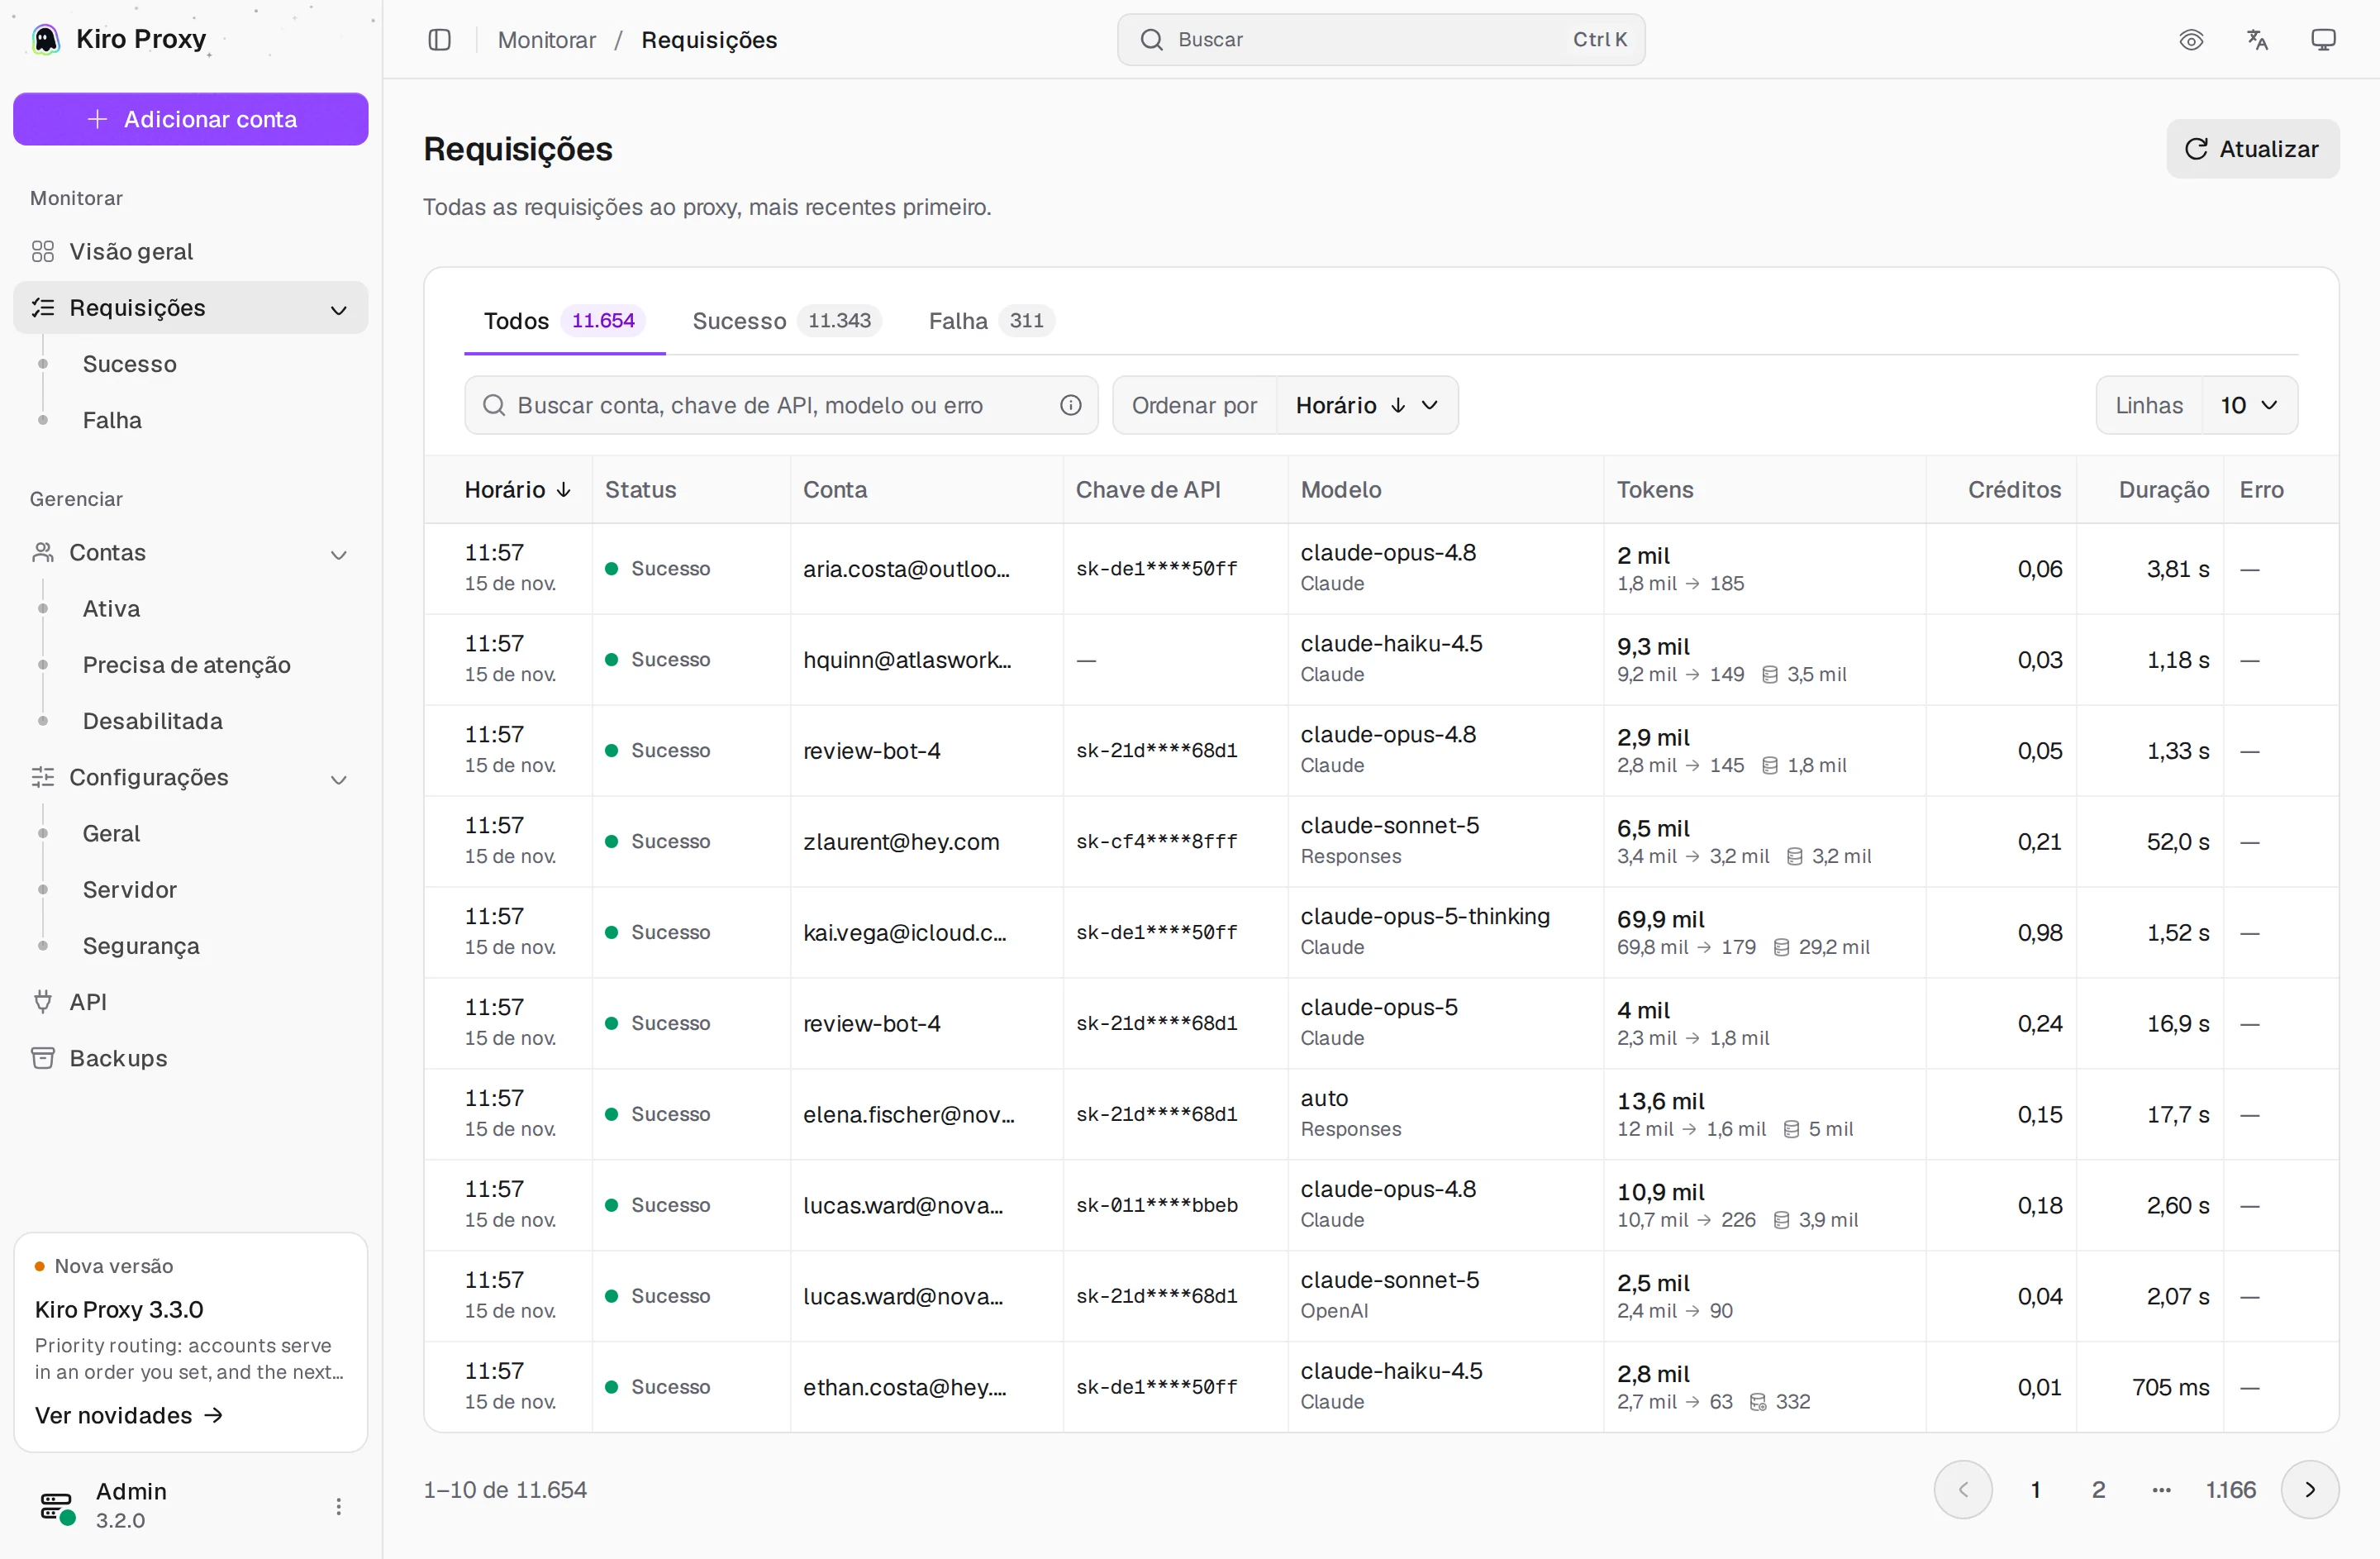 Kiro Proxy
Adicionar conta
Monitorar
Visão geral
Requisições
Sucesso
Falha
Gerenciar
Contas
Ativa
Precisa de atenção
Desabilitada
Configurações
Geral
Servidor
Segurança
API
Backups
Nova versão
Kiro Proxy 3.3.0
Priority routing: accounts serve
in an order you set, and the next...
Ver novidades →
Admin
3.2.0
Monitorar / Requisições
Buscar Ctrl K
Requisições
Atualizar
Todas as requisições ao proxy, mais recentes primeiro.
Todos 11.654 Sucesso 11.343 Falha 311
Buscar conta, chave de API, modelo ou erro
Ordenar por Horário ↓
Linhas 10
Horário ↓ Status Conta Chave de API Modelo Tokens Créditos Duração Erro
11:57 Sucesso aria.costa@outloo... sk-de1****50ff claude-opus-4.8 2 mil 0,06 3,81 s —
15 de nov. Claude 1,8 mil → 185
11:57 Sucesso hquinn@atlaswork... — claude-haiku-4.5 9,3 mil 0,03 1,18 s —
15 de nov. Claude 9,2 mil → 149 3,5 mil
11:57 Sucesso review-bot-4 sk-21d****68d1 claude-opus-4.8 2,9 mil 0,05 1,33 s —
15 de nov. Claude 2,8 mil → 145 1,8 mil
11:57 Sucesso zlaurent@hey.com sk-cf4****8fff claude-sonnet-5 6,5 mil 0,21 52,0 s —
15 de nov. Responses 3,4 mil → 3,2 mil 3,2 mil
11:57 Sucesso kai.vega@icloud.c... sk-de1****50ff claude-opus-5-thinking 69,9 mil 0,98 1,52 s —
15 de nov. Claude 69,8 mil → 179 29,2 mil
11:57 Sucesso review-bot-4 sk-21d****68d1 claude-opus-5 4 mil 0,24 16,9 s —
15 de nov. Claude 2,3 mil → 1,8 mil
11:57 Sucesso elena.fischer@nov... sk-21d****68d1 auto 13,6 mil 0,15 17,7 s —
15 de nov. Responses 12 mil → 1,6 mil 5 mil
11:57 Sucesso lucas.ward@nova... sk-011****bbeb claude-opus-4.8 10,9 mil 0,18 2,60 s —
15 de nov. Claude 10,7 mil → 226 3,9 mil
11:57 Sucesso lucas.ward@nova... sk-21d****68d1 claude-sonnet-5 2,5 mil 0,04 2,07 s —
15 de nov. OpenAI 2,4 mil → 90
11:57 Sucesso ethan.costa@hey.... sk-de1****50ff claude-haiku-4.5 2,8 mil 0,01 705 ms —
15 de nov. Claude 2,7 mil → 63 332
1–10 de 11.654
1 2 ··· 1.166